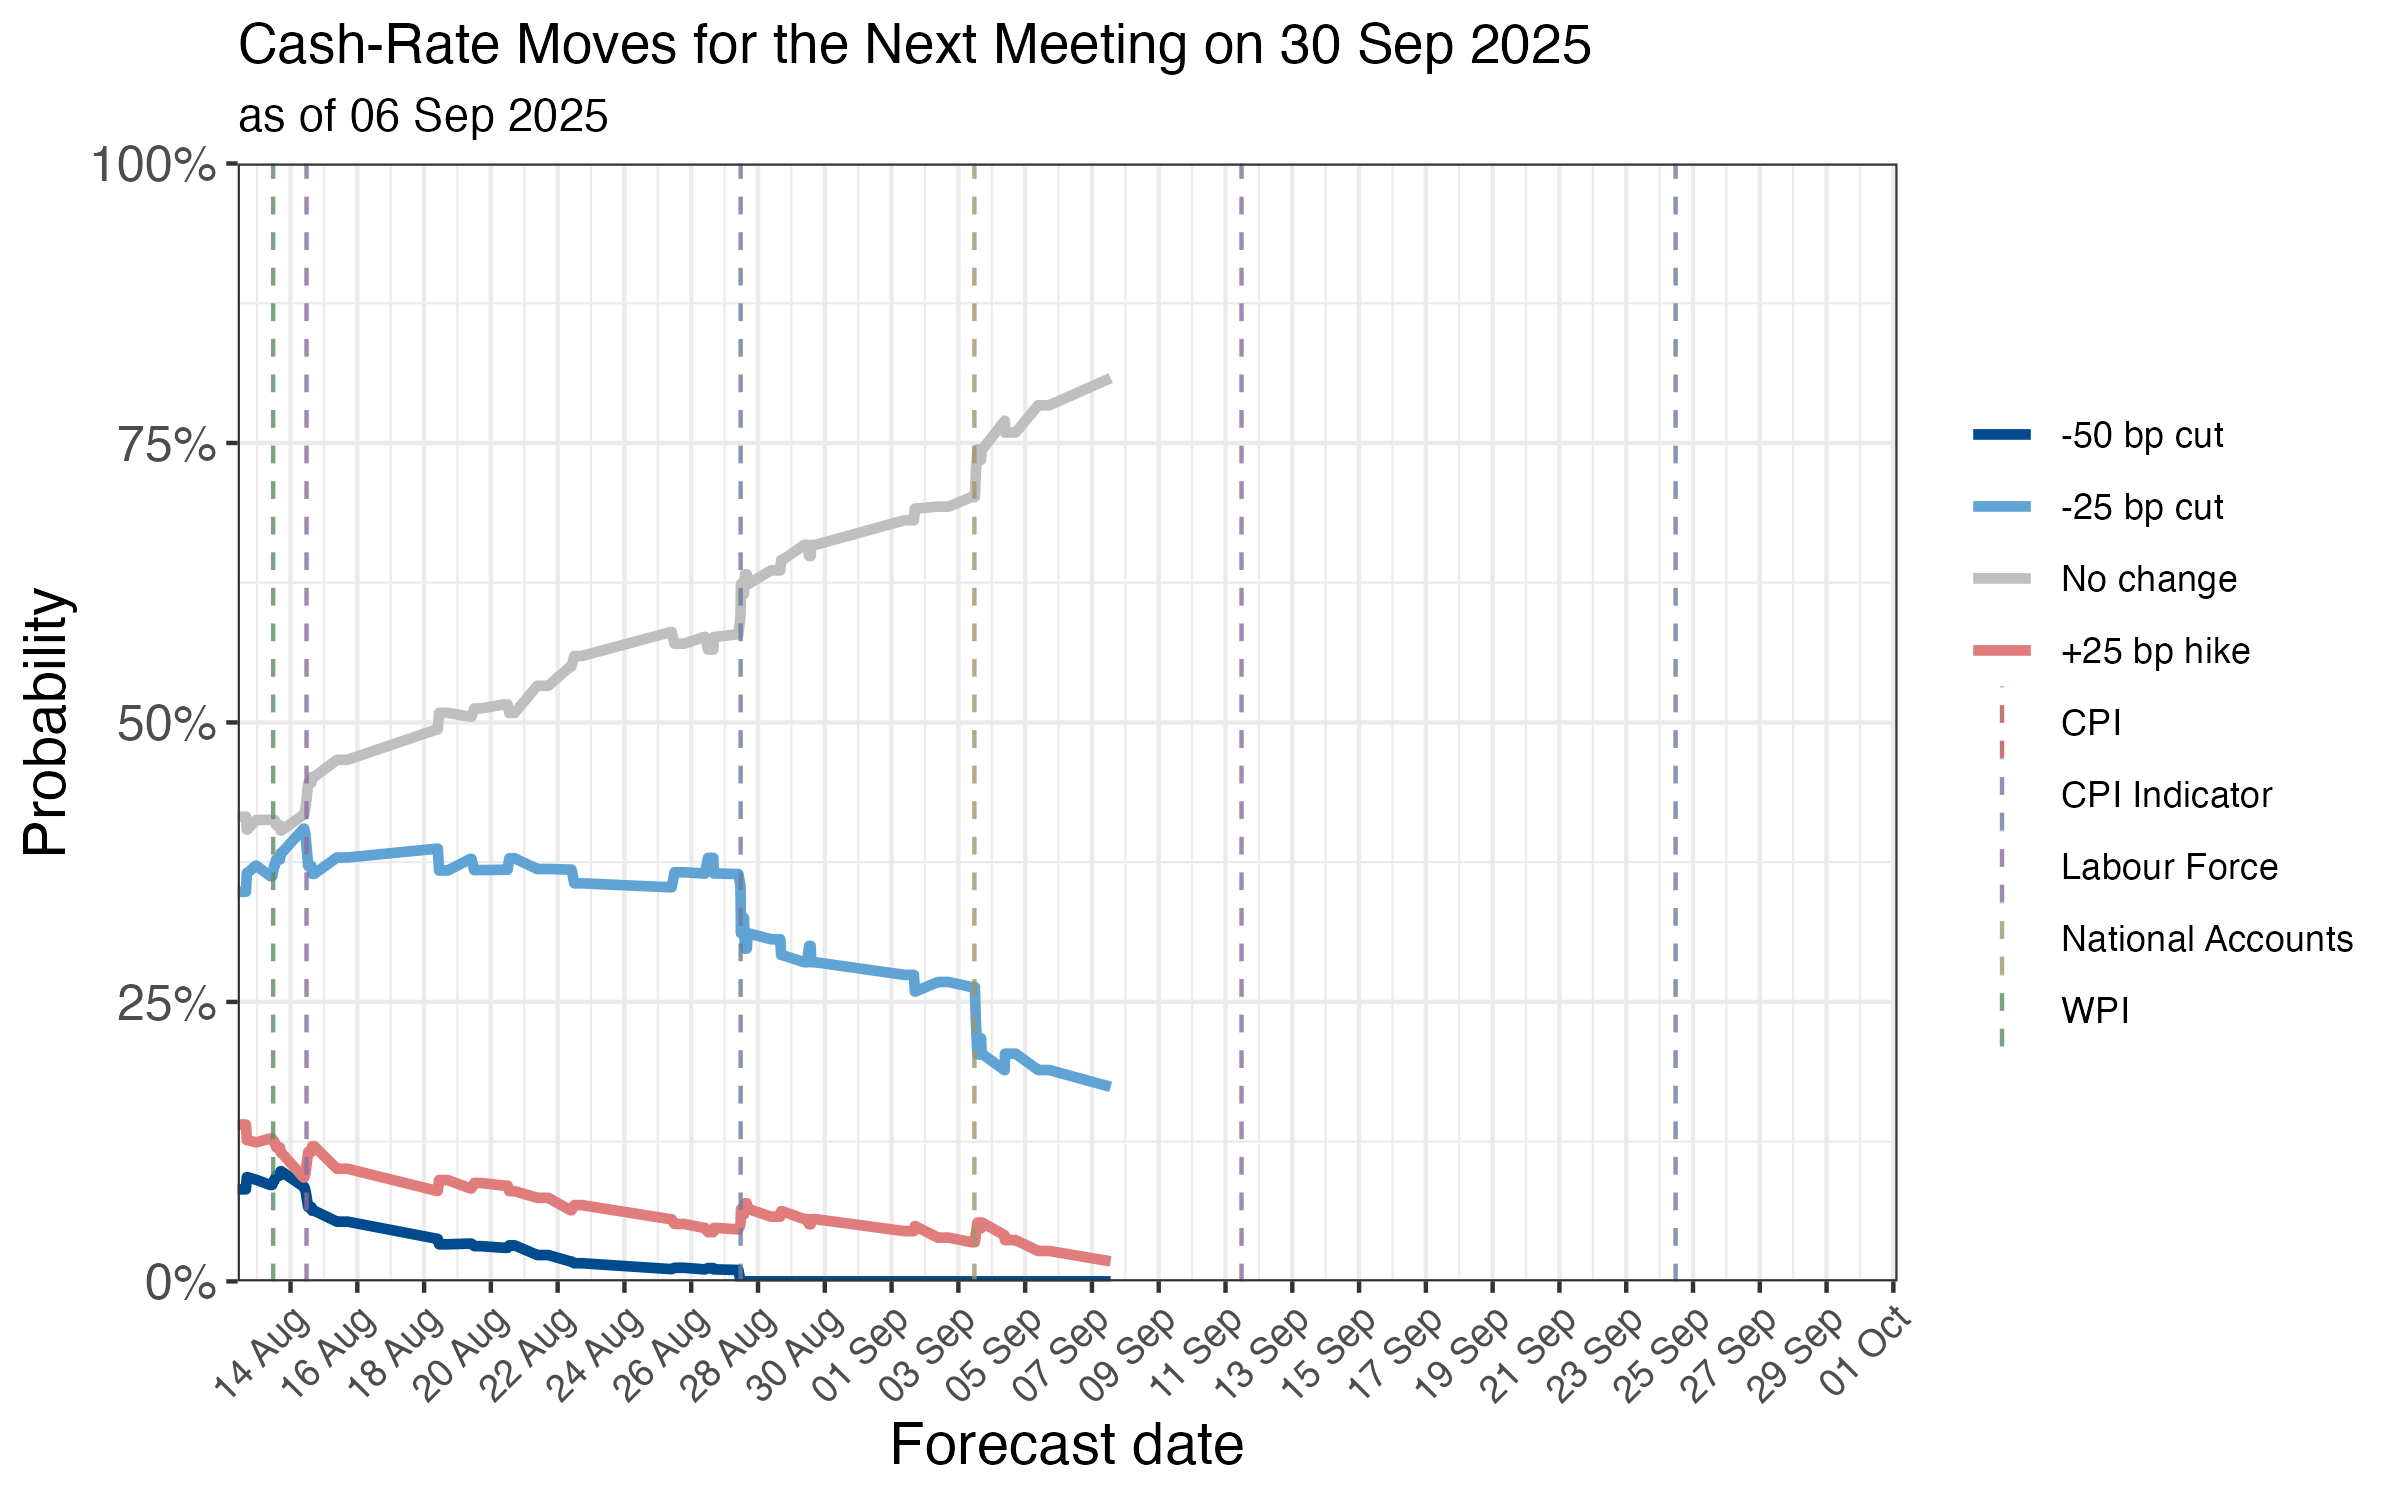 Cash-Rate Moves for the Next Meeting on 30 Sep 2025
as of 06 Sep 2025
100%
75%
50%
25%
0%
Probability
14 Aug
16 Aug
18 Aug
20 Aug
22 Aug
24 Aug
26 Aug
28 Aug
30 Aug
01 Sep
03 Sep
05 Sep
07 Sep
09 Sep
11 Sep
13 Sep
15 Sep
17 Sep
19 Sep
21 Sep
23 Sep
25 Sep
27 Sep
29 Sep
01 Oct
Forecast date
-50 bp cut
-25 bp cut
No change
+25 bp hike
CPI
CPI Indicator
Labour Force
National Accounts
WPI